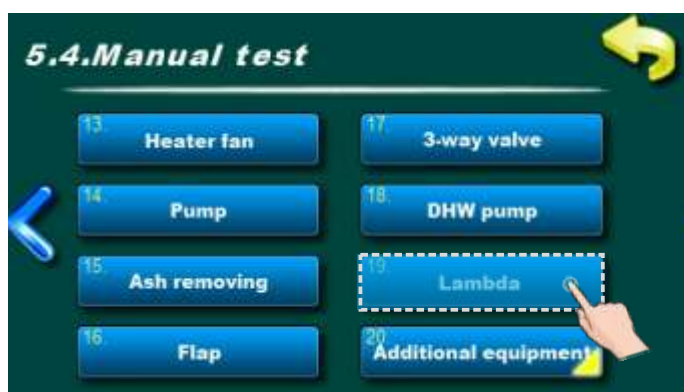 5.4.Manual test
13.
Heater fan
14.
Pump
15.
Ash removing
16.
Flap
17.
3-way valve
18.
DHW pump
19.
Lambda
20.
Additional equipment